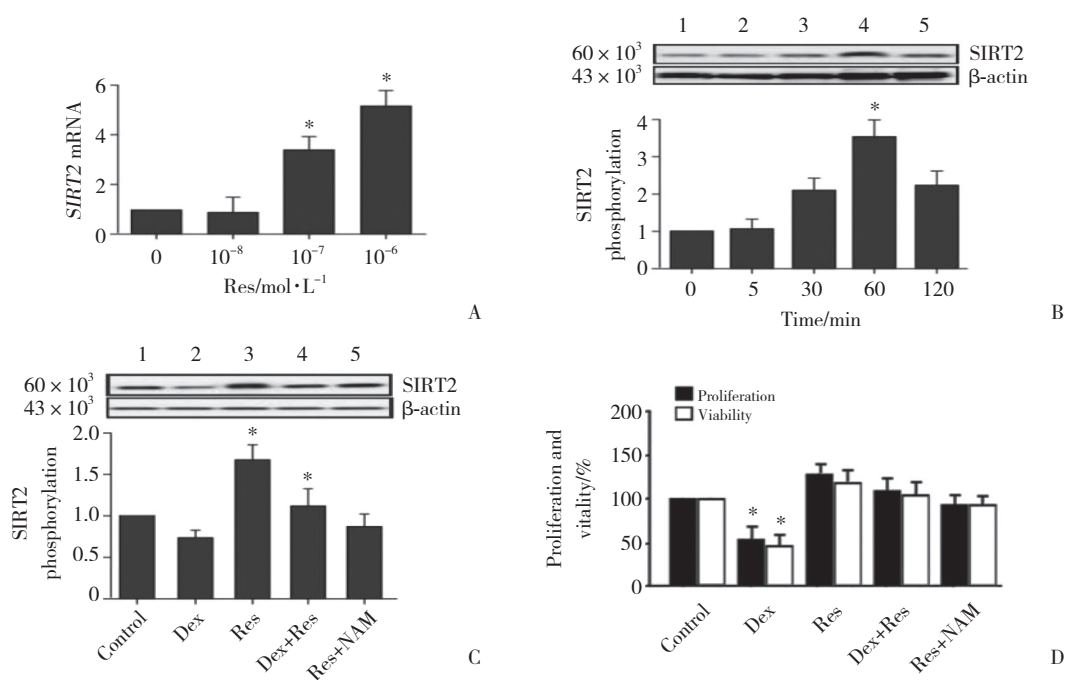 6
4
2
0
SIRT2 mRNA
*
*
0 10⁻⁸ 10⁻⁷ 10⁻⁶
Res/mol·L⁻¹
A
1 2 3 4 5
60 × 10³ SIRT2
43 × 10³ β-actin
4
3
2
1
0
SIRT2
phosphorylation
*
0 5 30 60 120
Time/min
B
1 2 3 4 5
60 × 10³ SIRT2
43 × 10³ β-actin
2.0
1.0
0.5
0
SIRT2
phosphorylation
*
*
Control Dex Res Dex+Res Res+NAM
C
Proliferation
Viability
200
150
100
50
0
Proliferation and
vitality/%
* *
Control Dex Res Dex+Res Res+NAM
D